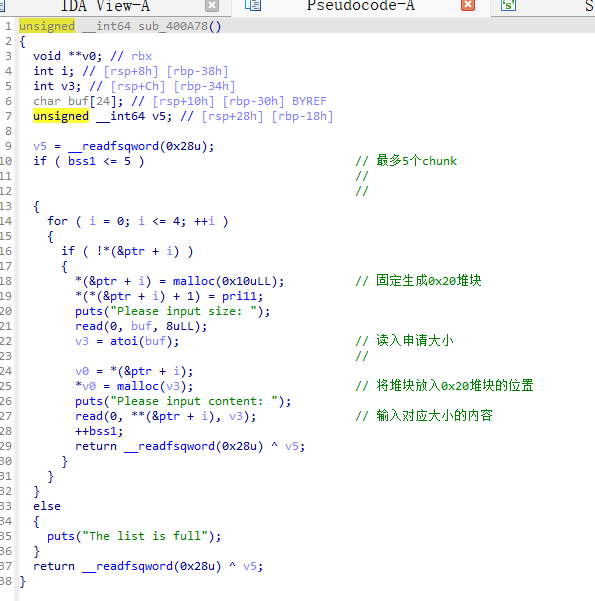 IDA View-A Pseudocode-A
1 unsigned __int64 sub_400A78()
2 {
3 void **v0; // rbx
4 int i; // [rsp+8h] [rbp-38h]
5 int v3; // [rsp+Ch] [rbp-34h]
6 char buf[24]; // [rsp+10h] [rbp-30h] BYREF
7 unsigned __int64 v5; // [rsp+28h] [rbp-18h]
8
9 v5 = __readfsqword(0x28u);
10 if ( bss1 <= 5 ) // 最多5个chunk
11 //
12 //
13 {
14 for ( i = 0; i <= 4; ++i )
15 {
16 if ( !*(&ptr + i) )
17 {
18 *(&ptr + i) = malloc(0x10uLL); // 固定生成0x20堆块
19 *(*(&ptr + i) + 1) = pri11;
20 puts("Please input size: ");
21 read(0, buf, 8uLL);
22 v3 = atoi(buf); // 读入申请大小
23 //
24 v0 = *(&ptr + i);
25 *v0 = malloc(v3); // 将堆块放入0x20堆块的位置
26 puts("Please input content: ");
27 read(0, **(&ptr + i), v3); // 输入对应大小的内容
28 ++bss1;
29 return __readfsqword(0x28u) ^ v5;
30 }
31 }
32 }
33 else
34 {
35 puts("The list is full");
36 }
37 return __readfsqword(0x28u) ^ v5;
38 }